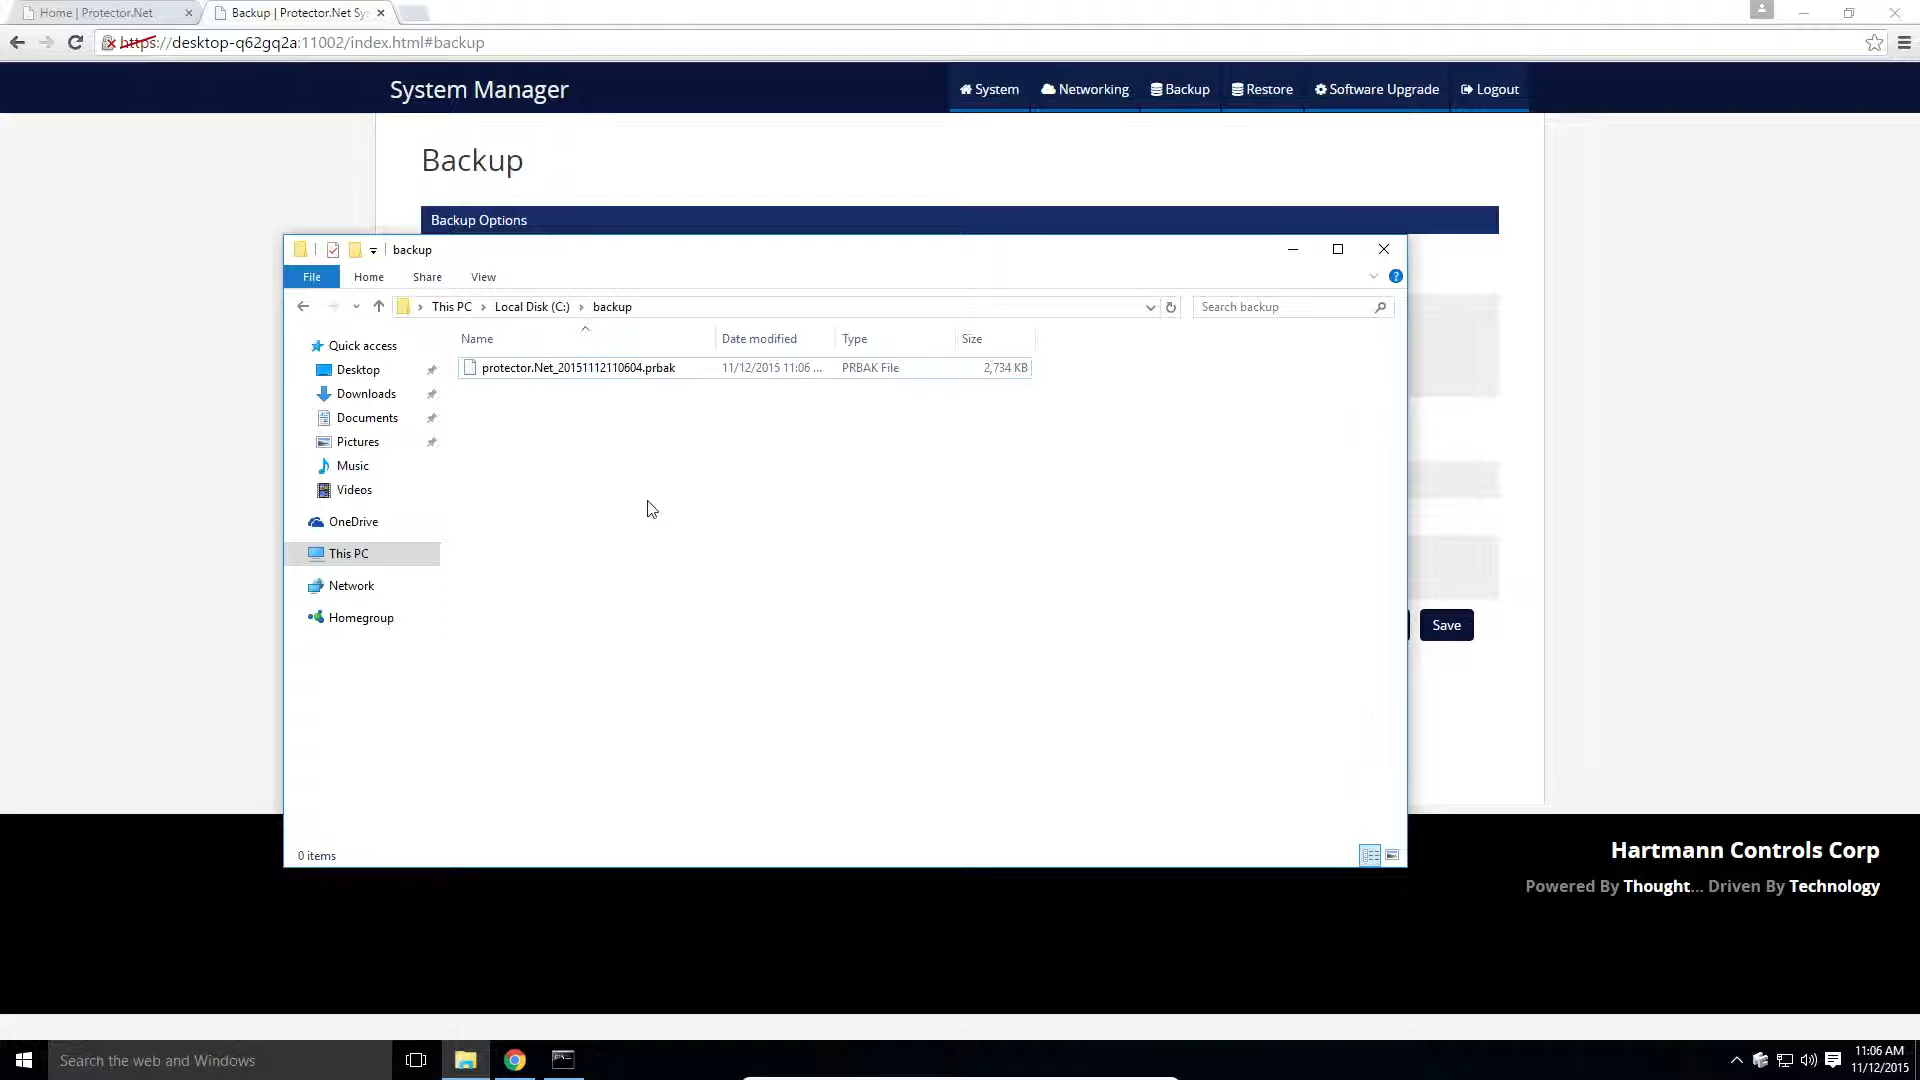 Home | Protector.Net
Backup | Protector.Net Sy
https://desktop-q62gq2a:11002/index.html#backup
System Manager
System
Networking
Backup
Restore
Software Upgrade
Logout
Backup
Backup Options
backup
File
Home
Share
View
This PC
Local Disk (C:)
backup
Search backup
Name
Date modified
Type
Size
protector.Net_20151112110604.prbak
11/12/2015 11:06 ...
PRBAK File
2,734 KB
Quick access
Desktop
Downloads
Documents
Pictures
Music
Videos
OneDrive
This PC
Network
Homegroup
Save
0 items
Hartmann Controls Corp
Powered By Thought... Driven By Technology
Search the web and Windows
11:06 AM
11/12/2015